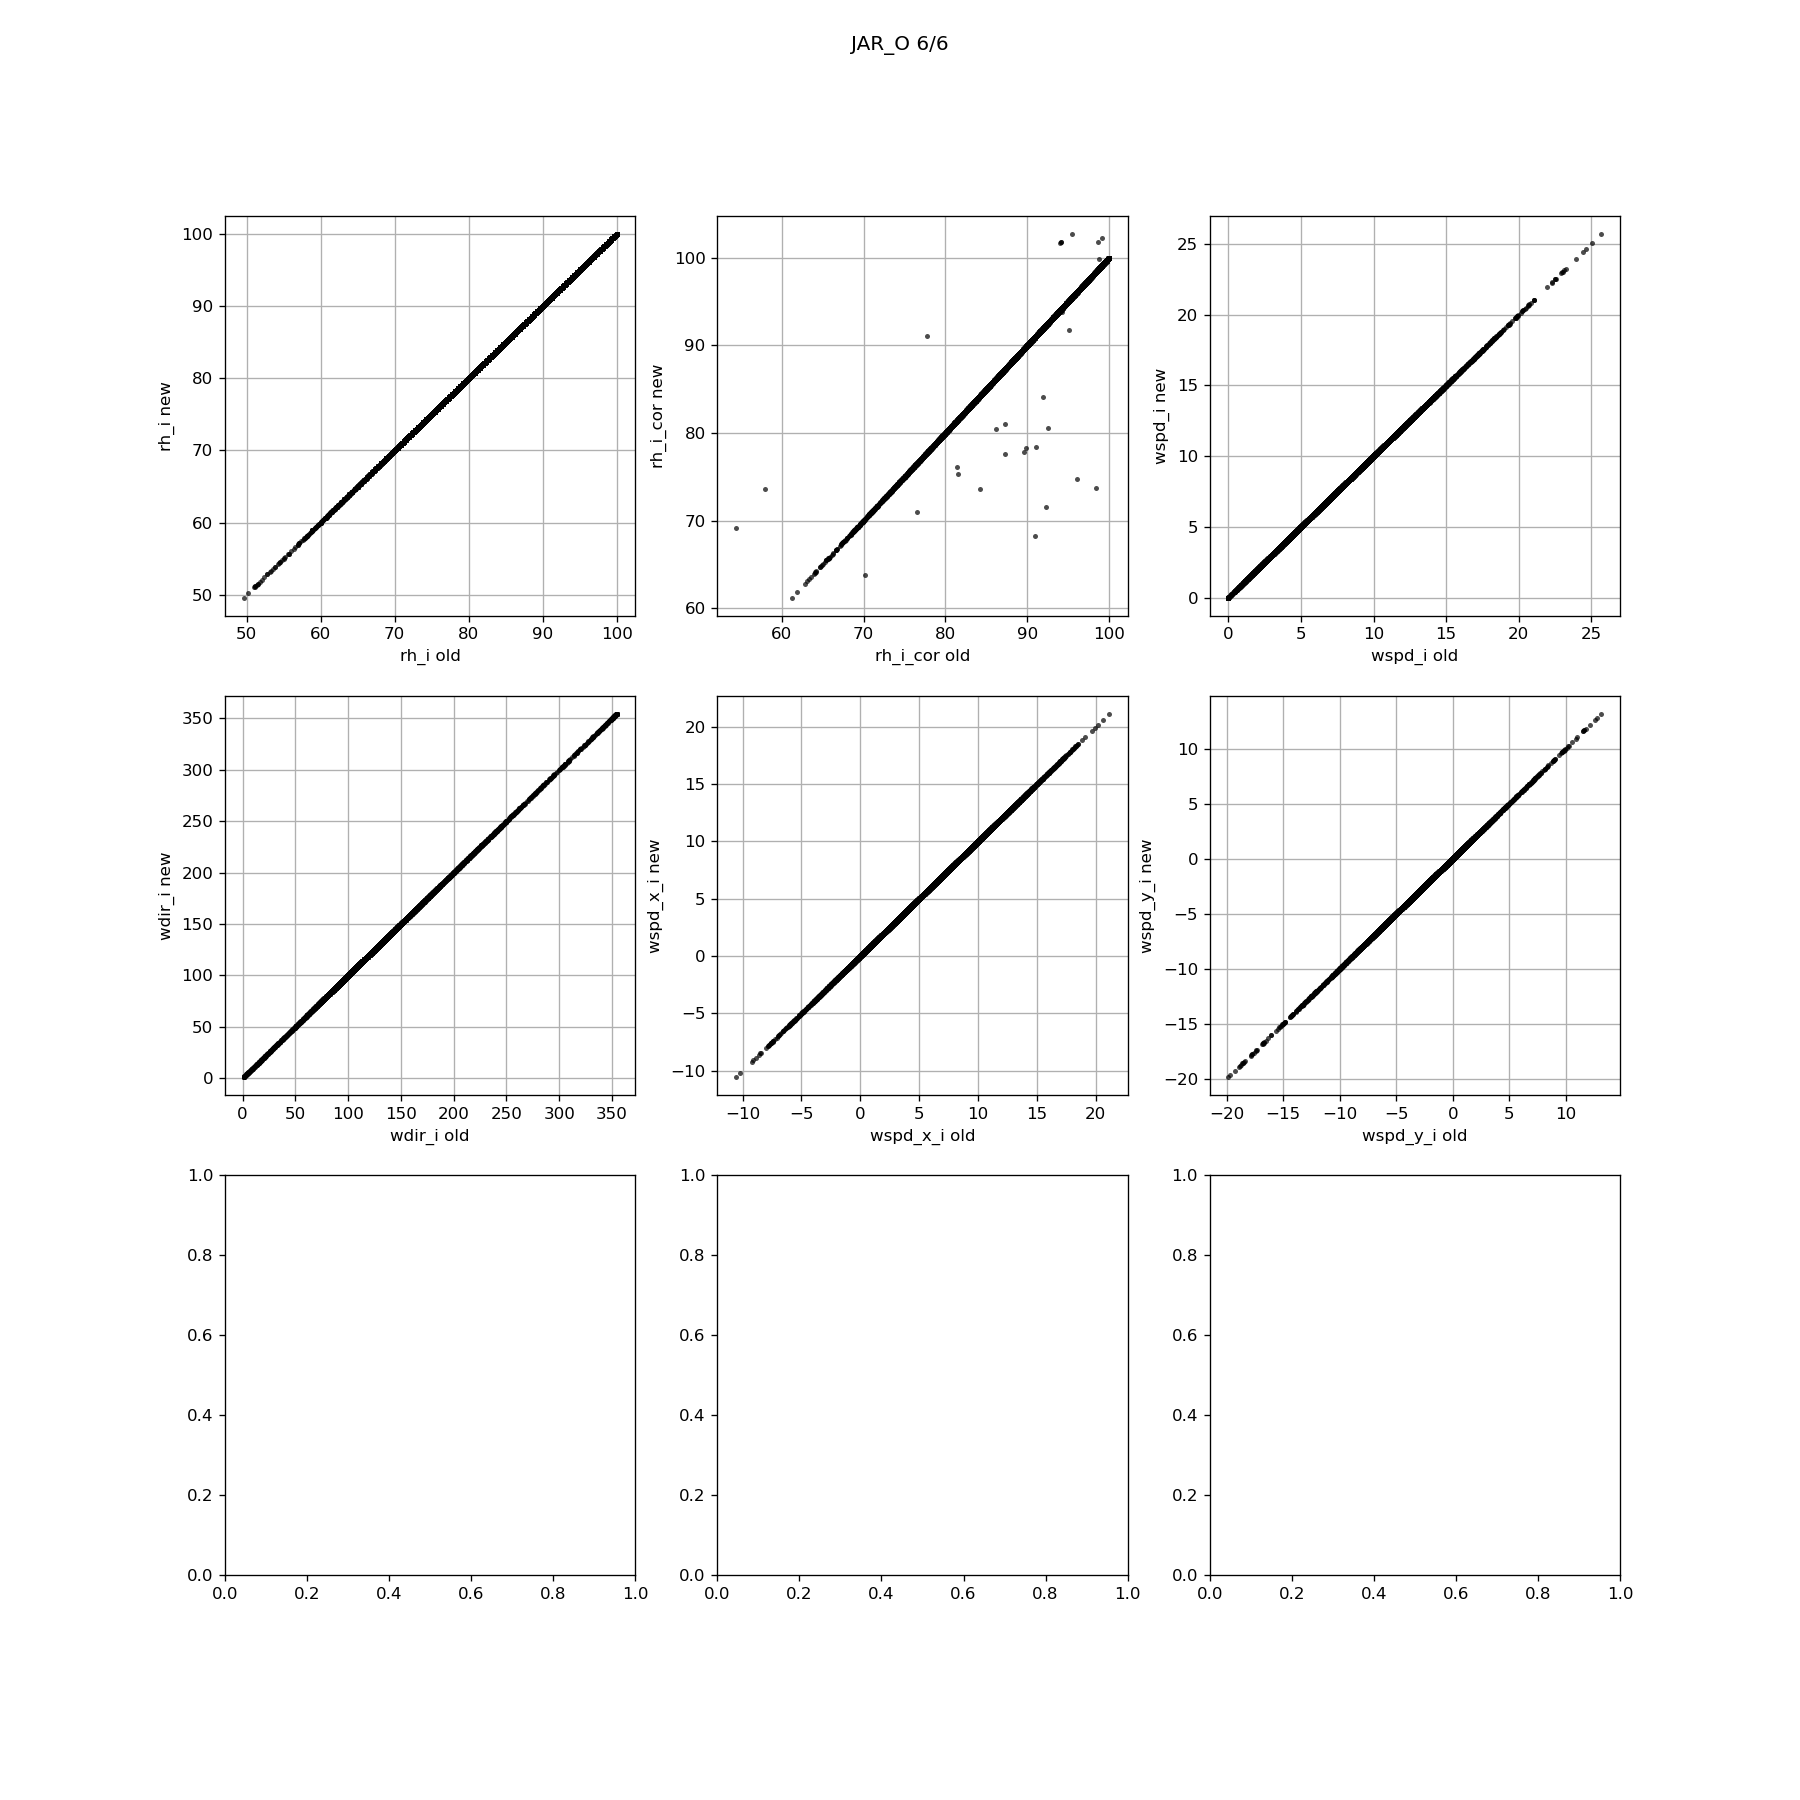 JAR_O 6/6
100
90
80
70
60
50
rh_i new
50 60 70 80 90 100
rh_i old
100
90
80
70
60
rh_i_cor new
60 70 80 90 100
rh_i_cor old
25
20
15
10
5
0
wspd_i new
0 5 10 15 20 25
wspd_i old
350
300
250
200
150
100
50
0
wdir_i new
0 50 100 150 200 250 300 350
wdir_i old
20
15
10
5
0
−5
−10
wspd_x_i new
−10 −5 0 5 10 15 20
wspd_x_i old
10
5
0
−5
−10
−15
−20
wspd_y_i new
−20 −15 −10 −5 0 5 10
wspd_y_i old
1.0
0.8
0.6
0.4
0.2
0.0
0.0 0.2 0.4 0.6 0.8 1.0
1.0
0.8
0.6
0.4
0.2
0.0
0.0 0.2 0.4 0.6 0.8 1.0
1.0
0.8
0.6
0.4
0.2
0.0
0.0 0.2 0.4 0.6 0.8 1.0